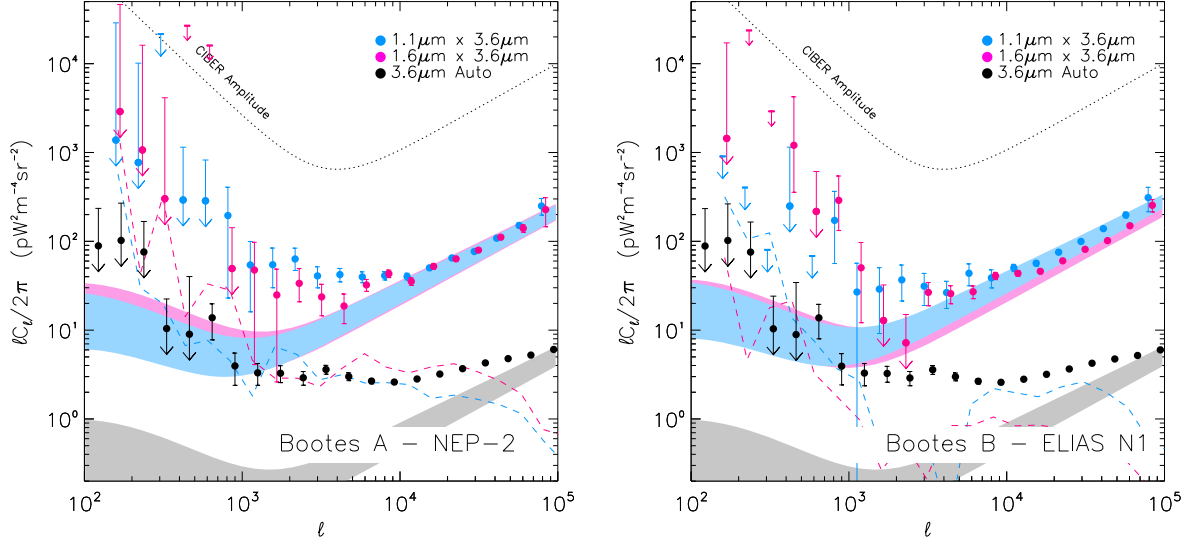 1.1μm x 3.6μm
1.6μm x 3.6μm
3.6μm Auto
CIBER Amplitude
10⁴
10³
10²
10¹
10⁰
ℓCℓ/2π (pW²m⁻⁴sr⁻²)
Bootes A − NEP−2
10² 10³ 10⁴ 10⁵
ℓ
1.1μm x 3.6μm
1.6μm x 3.6μm
3.6μm Auto
CIBER Amplitude
10⁴
10³
10²
10¹
10⁰
ℓCℓ/2π (pW²m⁻⁴sr⁻²)
Bootes B − ELIAS N1
10² 10³ 10⁴ 10⁵
ℓ